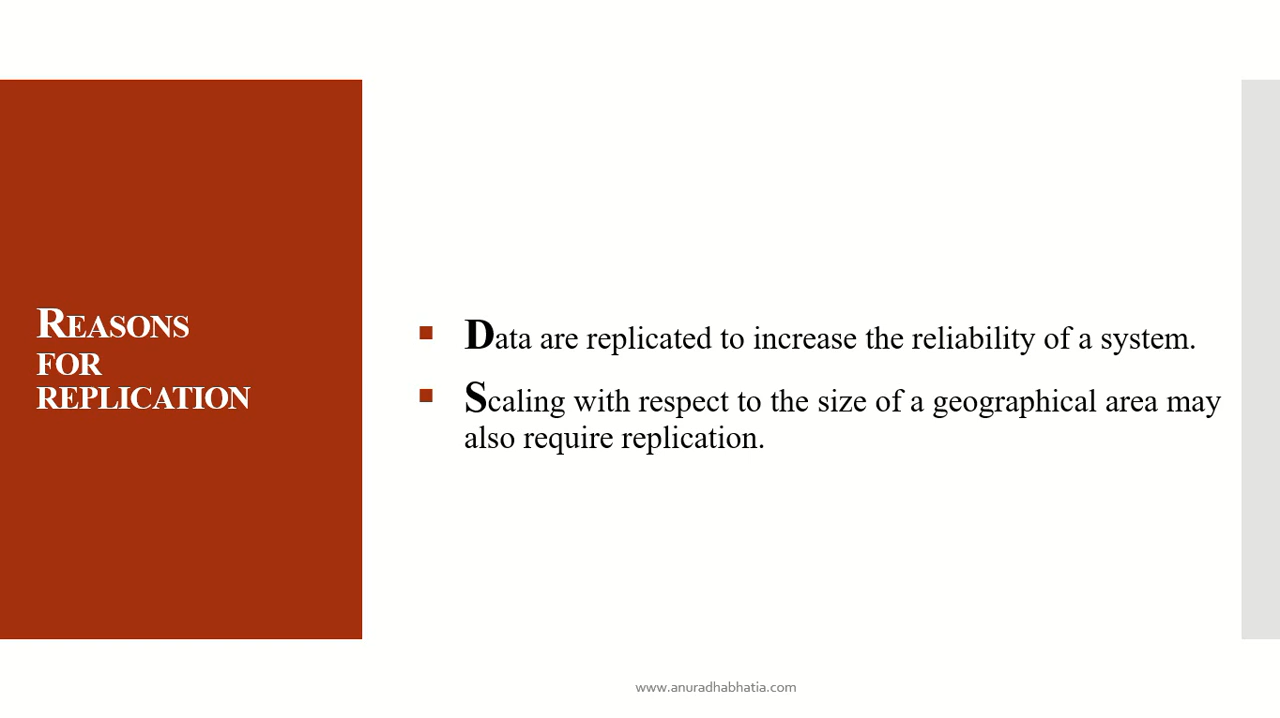 REASONS
FOR
REPLICATION
Data are replicated to increase the reliability of a system.
Scaling with respect to the size of a geographical area may
also require replication.
www.anuradhabhatia.com